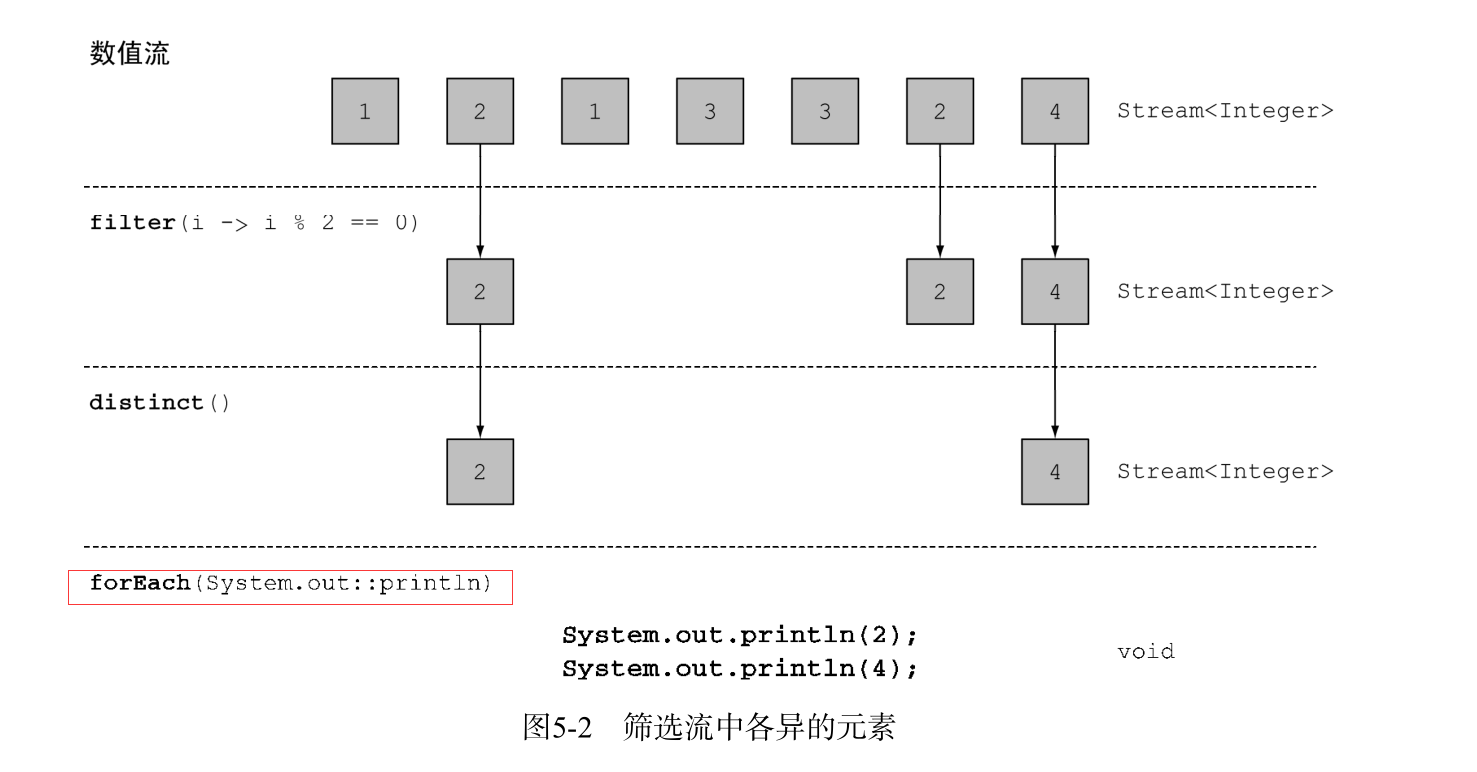 数值流
1 2 1 3 3 2 4 Stream<Integer>
filter(i -> i % 2 == 0)
2 2 4 Stream<Integer>
distinct()
2 4 Stream<Integer>
forEach(System.out::println)
System.out.println(2);
System.out.println(4);
void
图5-2 筛选流中各异的元素